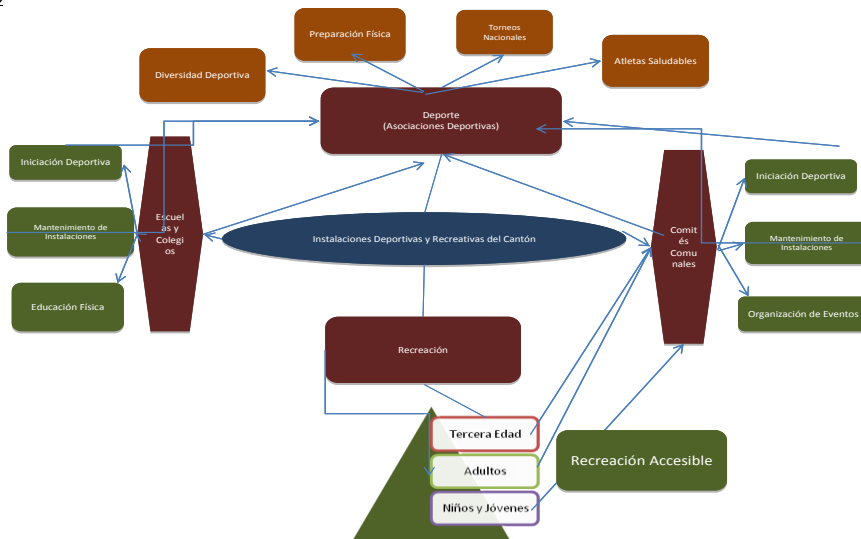 Preparación Física
Torneos
Nacionales
Diversidad Deportiva
Atletas Saludables
Deporte
(Asociaciones Deportivas)
Iniciación Deportiva
Mantenimiento de
Instalaciones
Educación Física
Escuel
as y
Colegi
os
Instalaciones Deportivas y Recreativas del Cantón
Comit
és
Comu
nales
Iniciación Deportiva
Mantenimiento de
Instalaciones
Organización de Eventos
Recreación
Tercera Edad
Adultos
Niños y Jóvenes
Recreación Accesible